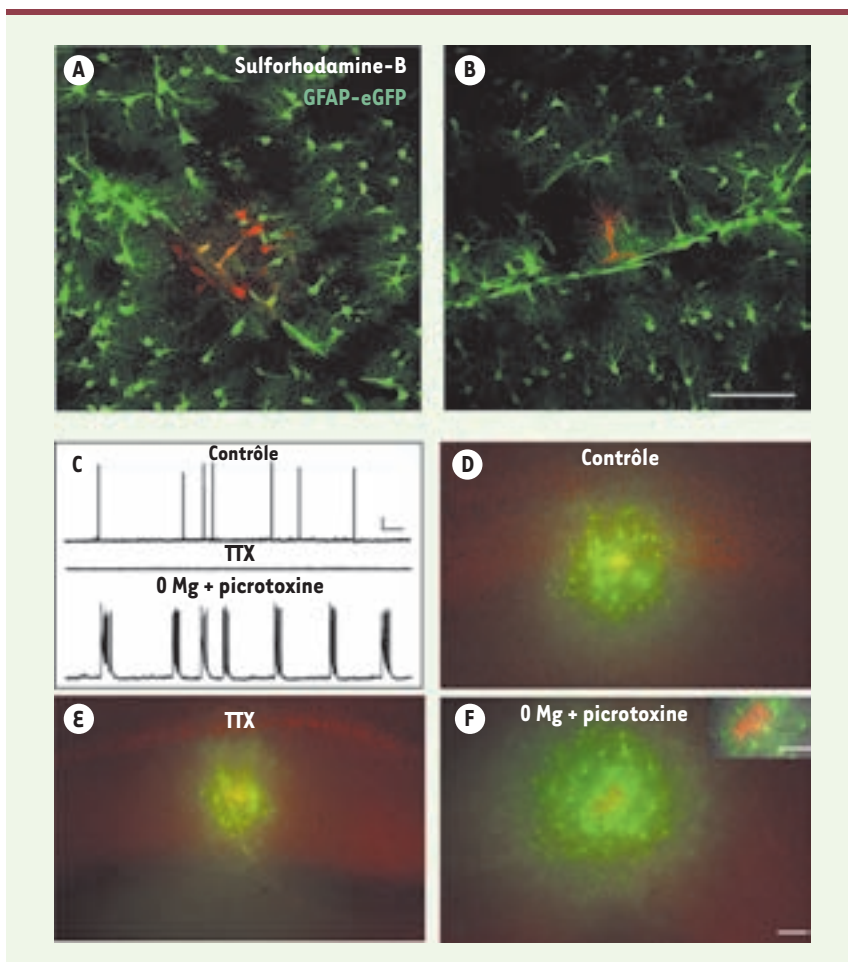 A
Sulforhodamine-B
GFAP-eGFP
B
C
Contrôle
TTX
0 Mg + picrotoxine
D
Contrôle
E
TTX
F
0 Mg + picrotoxine